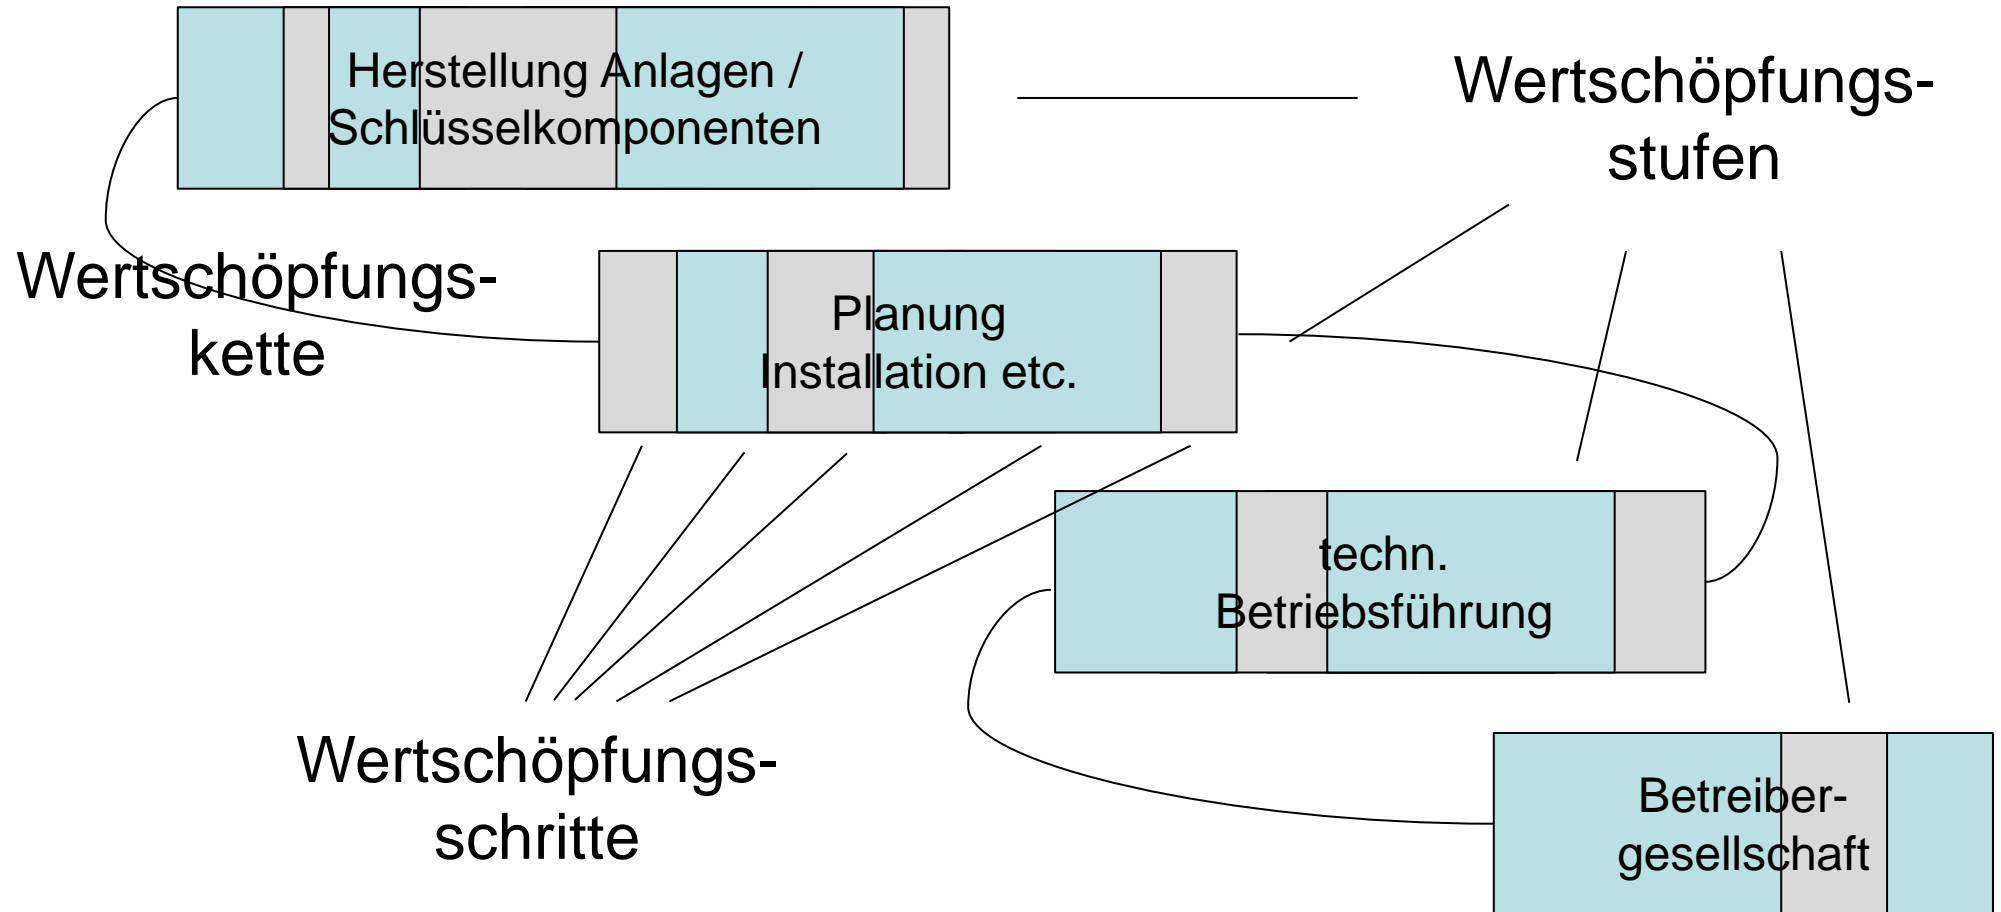 Herstellung Anlagen /
Schlüsselkomponenten
Wertschöpfungs-
stufen
Wertschöpfungs-
kette
Planung
Installation etc.
techn.
Betriebsführung
Wertschöpfungs-
schritte
Betreiber-
gesellschaft